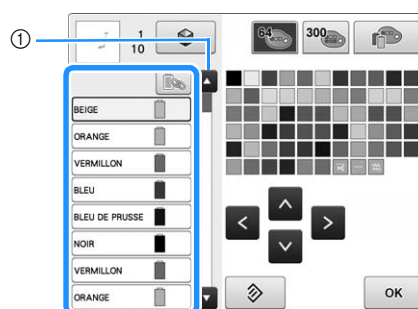 ①
1
10
64
300
BEIGE
ORANGE
VERMILLON
BLEU
BLEU DE PRUSSE
NOIR
VERMILLON
ORANGE
OK